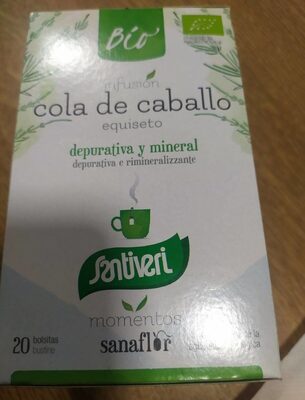 Bio
infusión
cola de caballo
equiseto
depurativa y mineral
depurativa e rimineralizzante
Santiveri
momentos
sanaflor
20 bolsitas
bustine